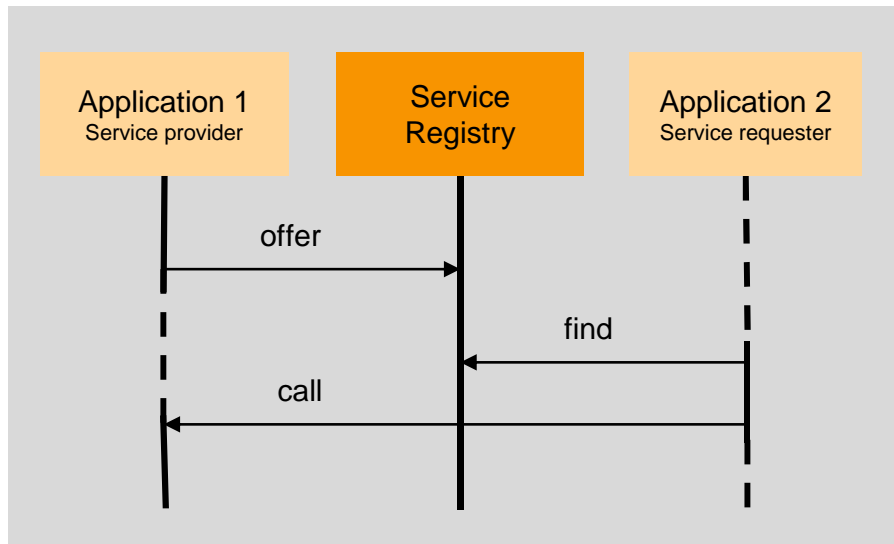 Application 1
Service provider
Service
Registry
Application 2
Service requester
offer
find
call